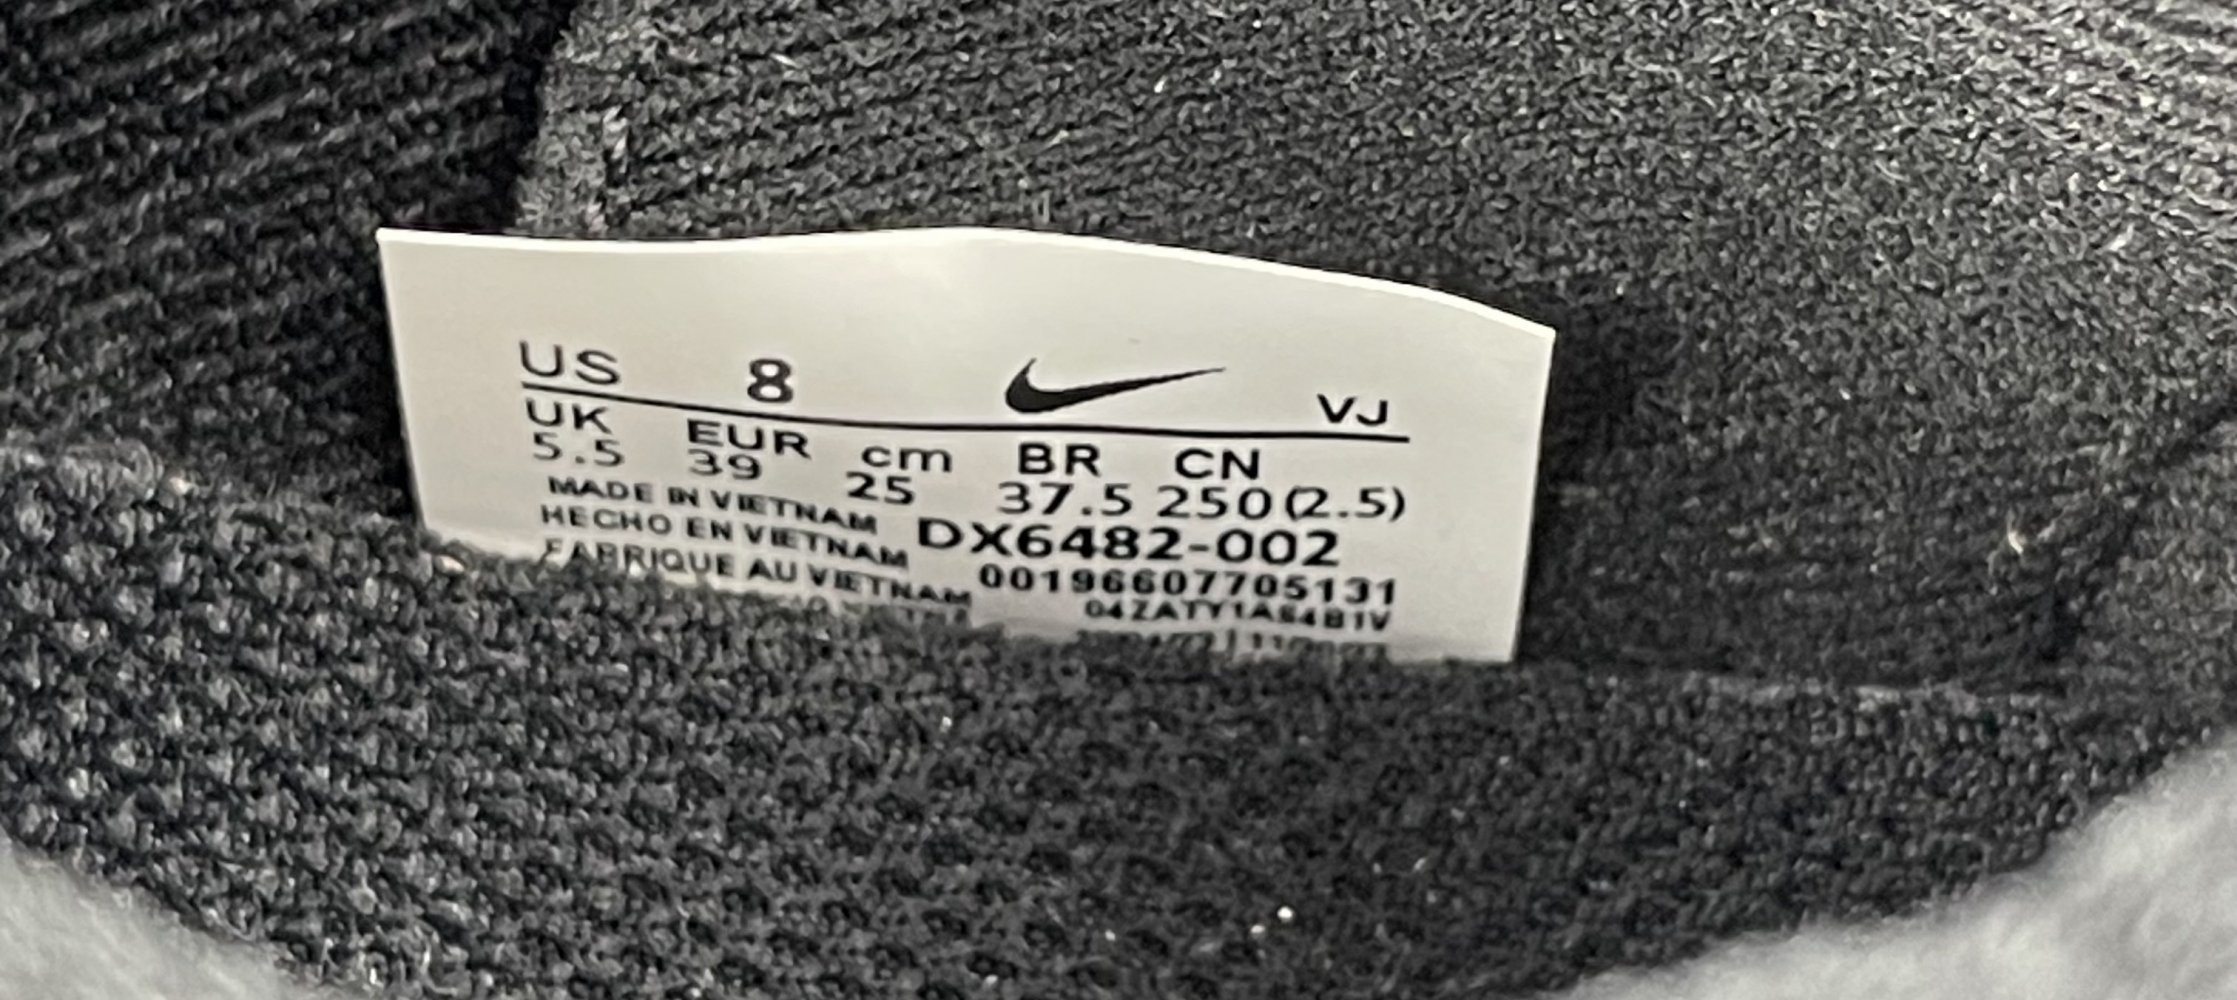 US 8 VJ
UK EUR cm BR CN
5.5 39 25 37.5 250(2.5)
MADE IN VIETNAM
HECHO EN VIETNAM DX6482-002
FABRIQUE AU VIETNAM 00196607705131
04ZATY1AS4B1V